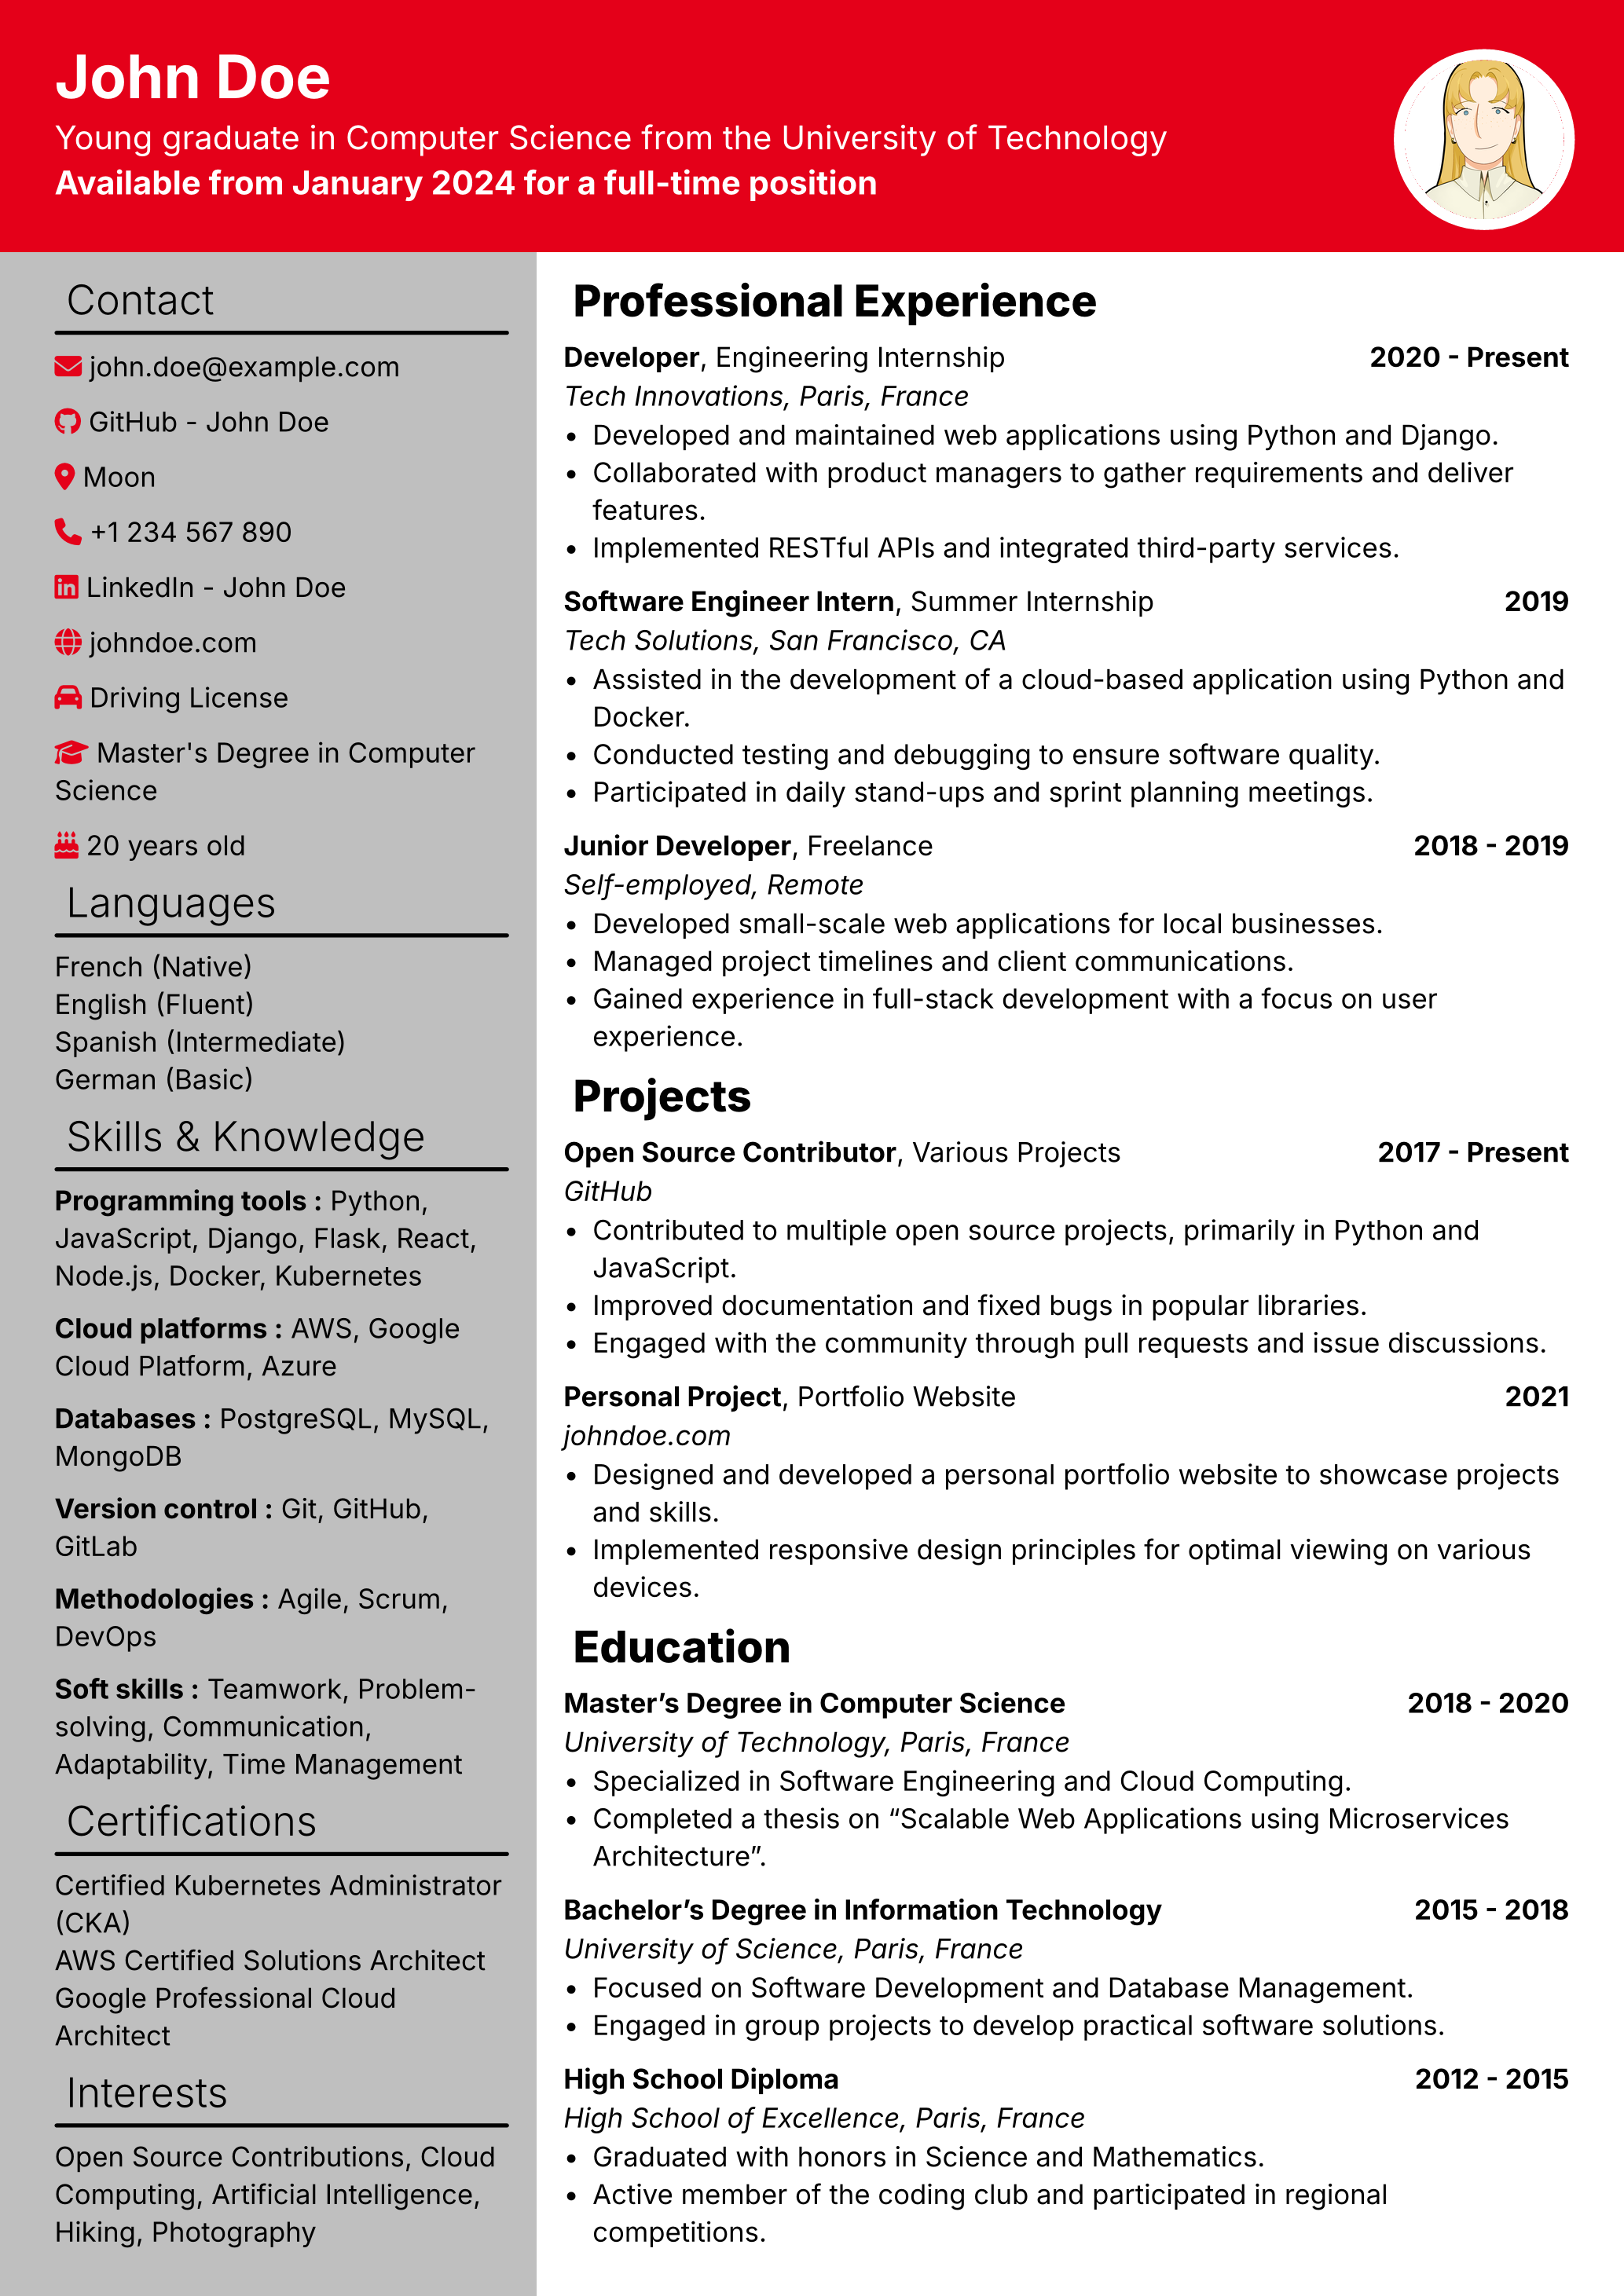 John Doe
Young graduate in Computer Science from the University of Technology
Available from January 2024 for a full-time position
Contact
john.doe@example.com
GitHub - John Doe
Moon
+1 234 567 890
LinkedIn - John Doe
johndoe.com
Driving License
Master's Degree in Computer
Science
20 years old
Languages
French (Native)
English (Fluent)
Spanish (Intermediate)
German (Basic)
Skills & Knowledge
Programming tools : Python,
JavaScript, Django, Flask, React,
Node.js, Docker, Kubernetes
Cloud platforms : AWS, Google
Cloud Platform, Azure
Databases : PostgreSQL, MySQL,
MongoDB
Version control : Git, GitHub,
GitLab
Methodologies : Agile, Scrum,
DevOps
Soft skills : Teamwork, Problem-
solving, Communication,
Adaptability, Time Management
Certifications
Certified Kubernetes Administrator
(CKA)
AWS Certified Solutions Architect
Google Professional Cloud
Architect
Interests
Open Source Contributions, Cloud
Computing, Artificial Intelligence,
Hiking, Photography
Professional Experience
Developer, Engineering Internship 2020 - Present
Tech Innovations, Paris, France
• Developed and maintained web applications using Python and Django.
• Collaborated with product managers to gather requirements and deliver
features.
• Implemented RESTful APIs and integrated third-party services.
Software Engineer Intern, Summer Internship 2019
Tech Solutions, San Francisco, CA
• Assisted in the development of a cloud-based application using Python and
Docker.
• Conducted testing and debugging to ensure software quality.
• Participated in daily stand-ups and sprint planning meetings.
Junior Developer, Freelance 2018 - 2019
Self-employed, Remote
• Developed small-scale web applications for local businesses.
• Managed project timelines and client communications.
• Gained experience in full-stack development with a focus on user
experience.
Projects
Open Source Contributor, Various Projects 2017 - Present
GitHub
• Contributed to multiple open source projects, primarily in Python and
JavaScript.
• Improved documentation and fixed bugs in popular libraries.
• Engaged with the community through pull requests and issue discussions.
Personal Project, Portfolio Website 2021
johndoe.com
• Designed and developed a personal portfolio website to showcase projects
and skills.
• Implemented responsive design principles for optimal viewing on various
devices.
Education
Master’s Degree in Computer Science 2018 - 2020
University of Technology, Paris, France
• Specialized in Software Engineering and Cloud Computing.
• Completed a thesis on “Scalable Web Applications using Microservices
Architecture”.
Bachelor’s Degree in Information Technology 2015 - 2018
University of Science, Paris, France
• Focused on Software Development and Database Management.
• Engaged in group projects to develop practical software solutions.
High School Diploma 2012 - 2015
High School of Excellence, Paris, France
• Graduated with honors in Science and Mathematics.
• Active member of the coding club and participated in regional
competitions.